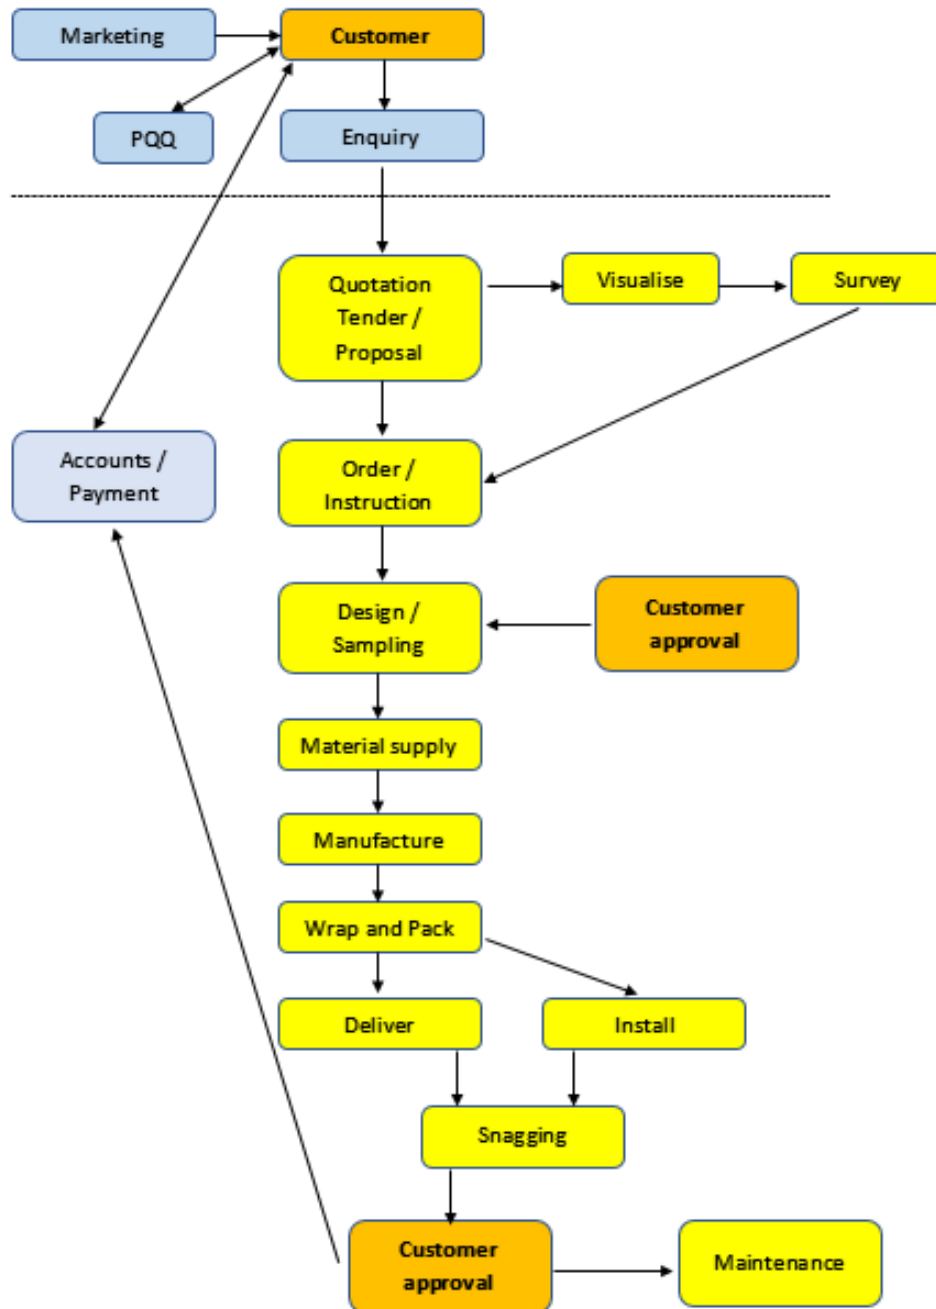 Marketing
Customer
PQQ
Enquiry
Quotation
Tender /
Proposal
Visualise
Survey
Accounts /
Payment
Order /
Instruction
Design /
Sampling
Customer
approval
Material supply
Manufacture
Wrap and Pack
Deliver
Install
Snagging
Customer
approval
Maintenance